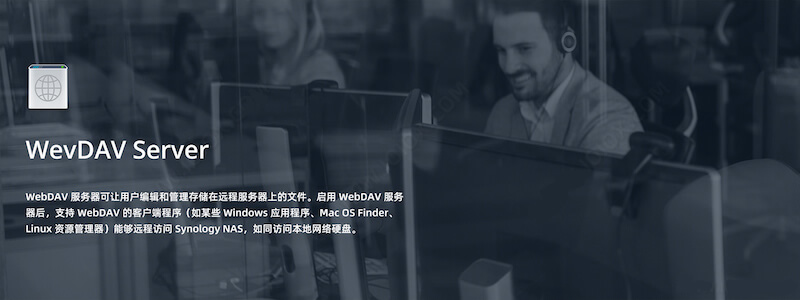 WevDAV Server
WebDAV 服务器可让用户编辑和管理存储在远程服务器上的文件。启用 WebDAV 服务
器后，支持 WebDAV 的客户端程序（如某些 Windows 应用程序、Mac OS Finder、
Linux 资源管理器）能够远程访问 Synology NAS，如同访问本地网络硬盘。